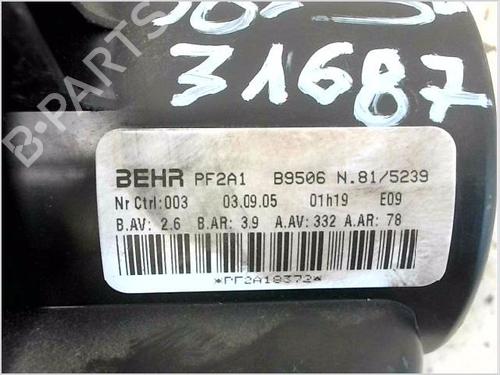 31687
B-PARTS
BEHR PF2A1 B9506 N.81/5239
Nr Ctrl:003 03.09.05 01h19 E09
B.AV: 2.6 B.AR: 3.9 A.AV: 332 A.AR: 78
*PF2A18372*